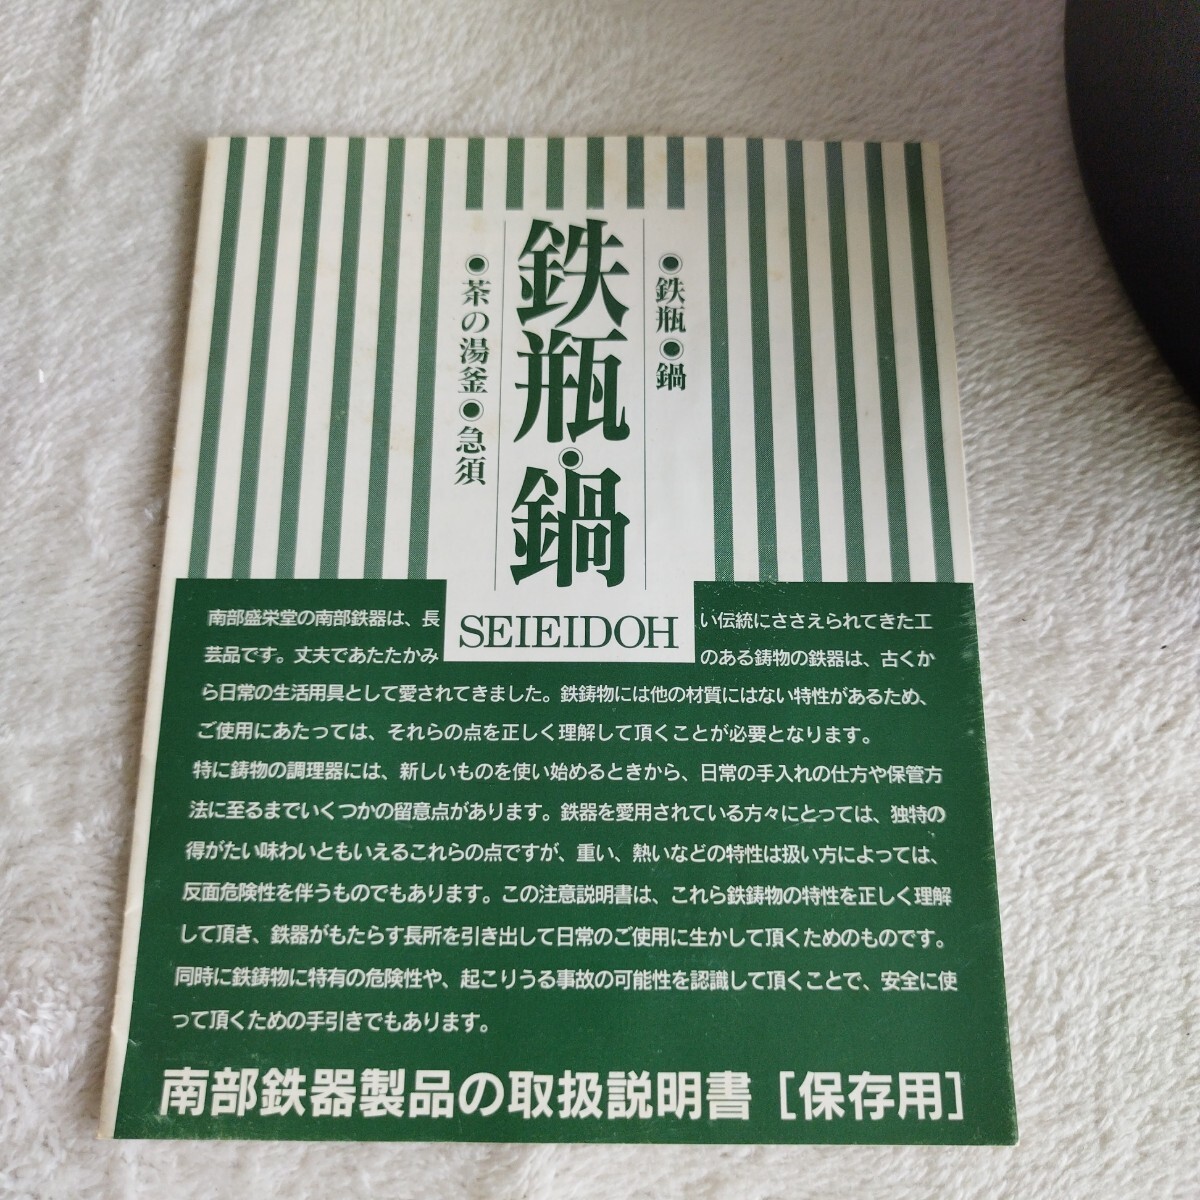 ◉鉄瓶◉鍋
鉄瓶◉鍋
◉茶の湯釜◉急須
SEIEIDOH
南部盛栄堂の南部鉄器は、長い伝統にささえられてきた工
芸品です。丈夫であたたかみのある鋳物の鉄器は、古くか
ら日常の生活用具として愛されてきました。鉄鋳物には他の材質にはない特性があるため、
ご使用にあたっては、それらの点を正しく理解して頂くことが必要となります。
特に鋳物の調理器には、新しいものを使い始めるときから、日常の手入れの仕方や保管方
法に至るまでいくつかの留意点があります。鉄器を愛用されている方々にとっては、独特の
得がたい味わいともいえるこれらの点ですが、重い、熱いなどの特性は扱い方によっては、
反面危険性を伴うものでもあります。この注意説明書は、これら鉄鋳物の特性を正しく理解
して頂き、鉄器がもたらす長所を引き出して日常のご使用に生かして頂くためのものです。
同時に鉄鋳物に特有の危険性や、起こりうる事故の可能性を認識して頂くことで、安全に使
って頂くための手引きでもあります。
南部鉄器製品の取扱説明書［保存用］